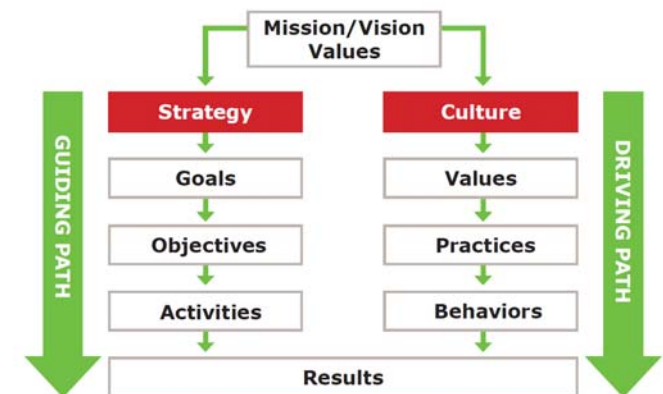 Mission/Vision
Values
GUIDING PATH
Strategy
Goals
Objectives
Activities
Culture
Values
Practices
Behaviors
DRIVING PATH
Results